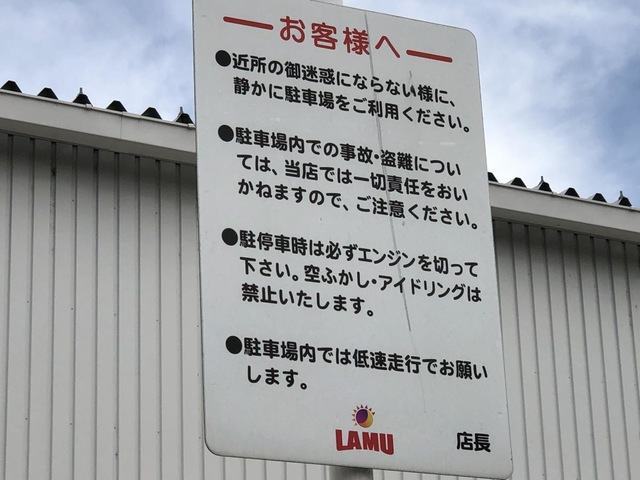 ーお客様へー
●近所の御迷惑にならない様に、
静かに駐車場をご利用ください。
●駐車場内での事故・盗難につい
ては、当店では一切責任をおい
かねますので、ご注意ください。
●駐停車時は必ずエンジンを切って
下さい。空ふかし・アイドリングは
禁止いたします。
●駐車場内では低速走行でお願い
します。
LAMU 店長